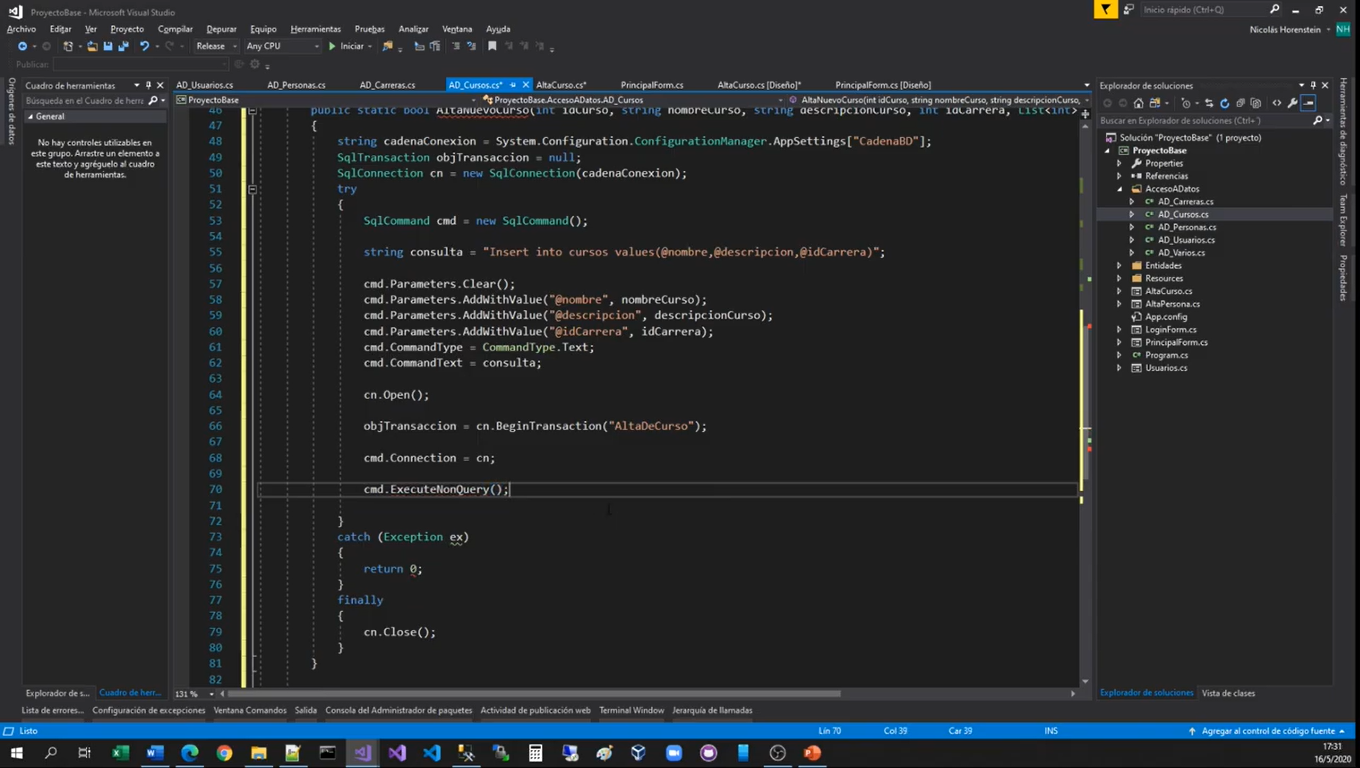 ProyectoBase - Microsoft Visual Studio
Inicio rápido (Ctrl+Q)
Archivo Editar Ver Proyecto Compilar Depurar Equipo Herramientas Pruebas Analizar Ventana Ayuda
Nicolás Horenstein NH
Release Any CPU Iniciar
Publicar:
Orígenes de datos
Cuadro de herramientas
Búsqueda en el Cuadro de herr
General
No hay controles utilizables en
este grupo. Arrastre un elemento a
este texto y agréguelo al cuadro
de herramientas.
AD_Usuarios.cs AD_Personas.cs AD_Carreras.cs AD_Cursos.cs* AltaCurso.cs* PrincipalForm.cs AltaCurso.cs [Diseño]* PrincipalForm.cs [Diseño]
ProyectoBase ProyectoBase.AccesoADatos.AD_Cursos AltaNuevoCurso(int idCurso, string nombreCurso, string descripcionCurso,
46 public static bool AltaNuevoCurso(int idCurso, string nombreCurso, string descripcionCurso, int idCarrera, List<int>
47 {
48 string cadenaConexion = System.Configuration.ConfigurationManager.AppSettings["CadenaBD"];
49 SqlTransaction objTransaccion = null;
50 SqlConnection cn = new SqlConnection(cadenaConexion);
51 try
52 {
53 SqlCommand cmd = new SqlCommand();
54
55 string consulta = "Insert into cursos values(@nombre,@descripcion,@idCarrera)";
56
57 cmd.Parameters.Clear();
58 cmd.Parameters.AddWithValue("@nombre", nombreCurso);
59 cmd.Parameters.AddWithValue("@descripcion", descripcionCurso);
60 cmd.Parameters.AddWithValue("@idCarrera", idCarrera);
61 cmd.CommandType = CommandType.Text;
62 cmd.CommandText = consulta;
63
64 cn.Open();
65
66 objTransaccion = cn.BeginTransaction("AltaDeCurso");
67
68 cmd.Connection = cn;
69
70 cmd.ExecuteNonQuery();
71
72 }
73 catch (Exception ex)
74 {
75 return 0;
76 }
77 finally
78 {
79 cn.Close();
80 }
81 }
82
131 %
Explorador de soluciones
Buscar en Explorador de soluciones (Ctrl+
Solución "ProyectoBase" (1 proyecto)
ProyectoBase
Properties
Referencias
AccesoADatos
AD_Carreras.cs
AD_Cursos.cs
AD_Personas.cs
AD_Usuarios.cs
AD_Varios.cs
Entidades
Resources
AltaCurso.cs
AltaPersona.cs
App.config
LoginForm.cs
PrincipalForm.cs
Program.cs
Usuarios.cs
Herramientas de diagnóstico
Team Explorer
Propiedades
Explorador de s... Cuadro de herr...
Explorador de soluciones Vista de clases
Lista de errores... Configuración de excepciones Ventana Comandos Salida Consola del Administrador de paquetes Actividad de publicación web Terminal Window Jerarquía de llamadas
Listo Lín 70 Col 39 Car 39 INS Agregar al control de código fuente
17:31
16/5/2020